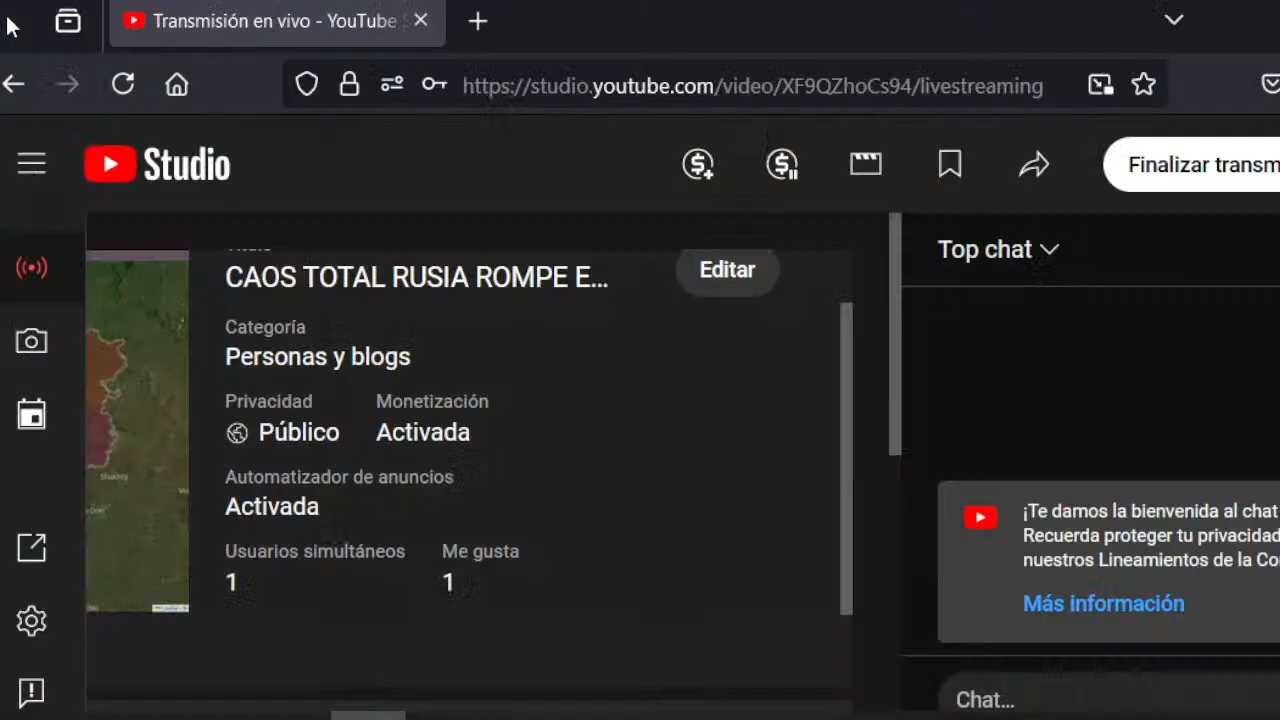 Transmisión en vivo - YouTube
https://studio.youtube.com/video/XF9QZhoCs94/livestreaming
Studio
Finalizar transm
CAOS TOTAL RUSIA ROMPE E...
Editar
Categoría
Personas y blogs
Privacidad
Monetización
Público
Activada
Automatizador de anuncios
Activada
Usuarios simultáneos
Me gusta
1
1
Top chat
¡Te damos la bienvenida al chat
Recuerda proteger tu privacidad
nuestros Lineamientos de la Co
Más información
Chat...